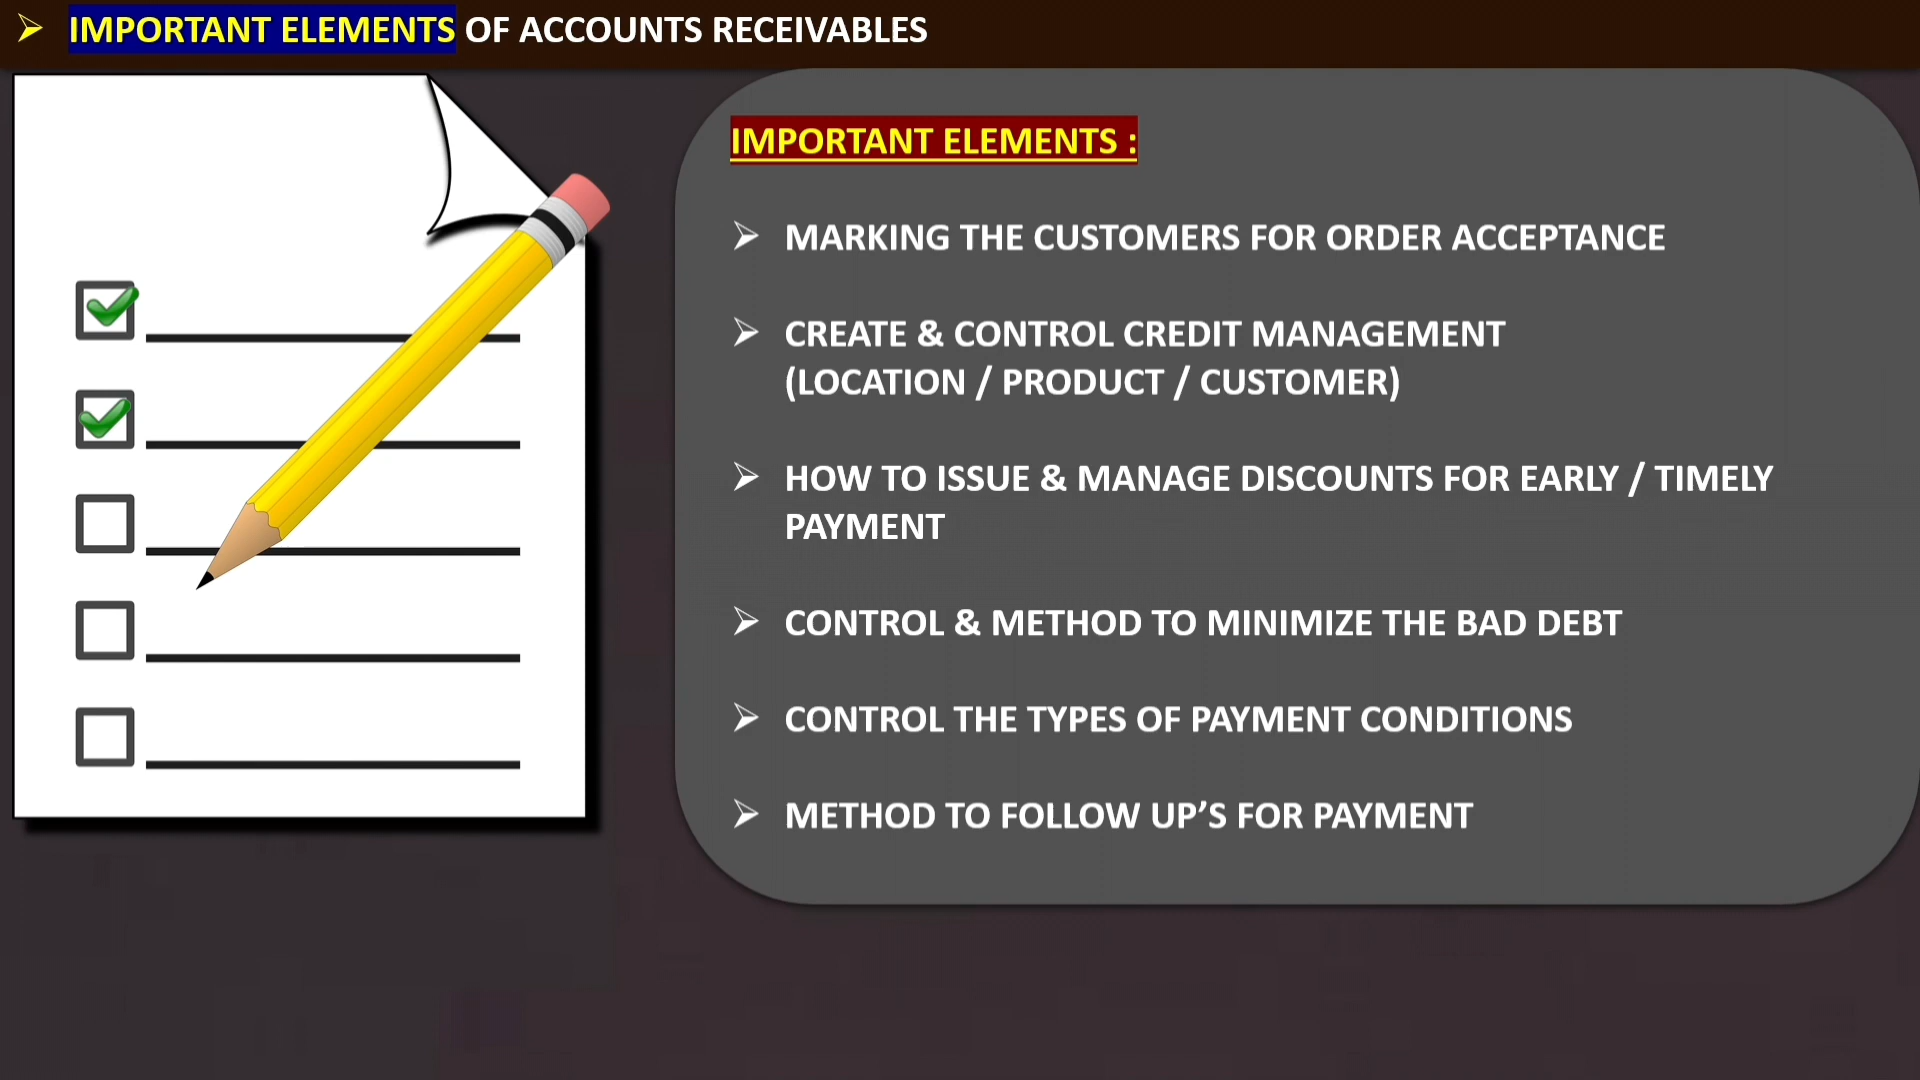 ➢ IMPORTANT ELEMENTS OF ACCOUNTS RECEIVABLES
IMPORTANT ELEMENTS :
➢ MARKING THE CUSTOMERS FOR ORDER ACCEPTANCE
➢ CREATE & CONTROL CREDIT MANAGEMENT
(LOCATION / PRODUCT / CUSTOMER)
➢ HOW TO ISSUE & MANAGE DISCOUNTS FOR EARLY / TIMELY
PAYMENT
➢ CONTROL & METHOD TO MINIMIZE THE BAD DEBT
➢ CONTROL THE TYPES OF PAYMENT CONDITIONS
➢ METHOD TO FOLLOW UP’S FOR PAYMENT